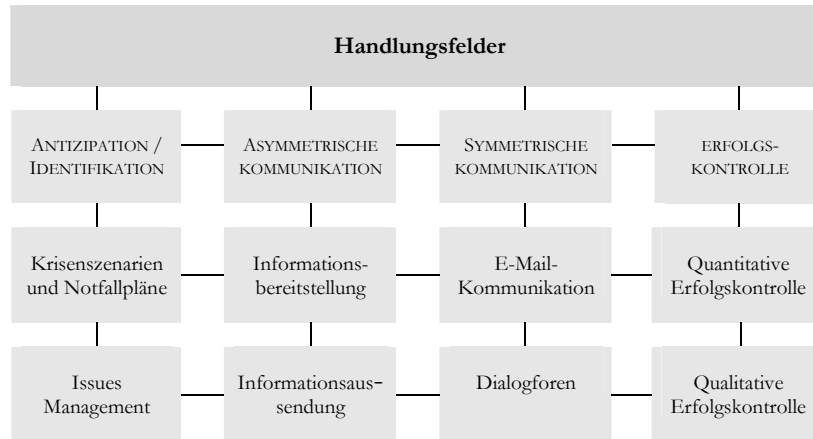 Handlungsfelder
ANTIZIPATION /
IDENTIFIKATION
ASYMMETRISCHE
KOMMUNIKATION
SYMMETRISCHE
KOMMUNIKATION
ERFOLGS-
KONTROLLE
Krisenszenarien
und Notfallpläne
Informations-
bereitstellung
E-Mail-
Kommunikation
Quantitative
Erfolgskontrolle
Issues
Management
Informationsaus-
sendung
Dialogforen
Qualitative
Erfolgskontrolle